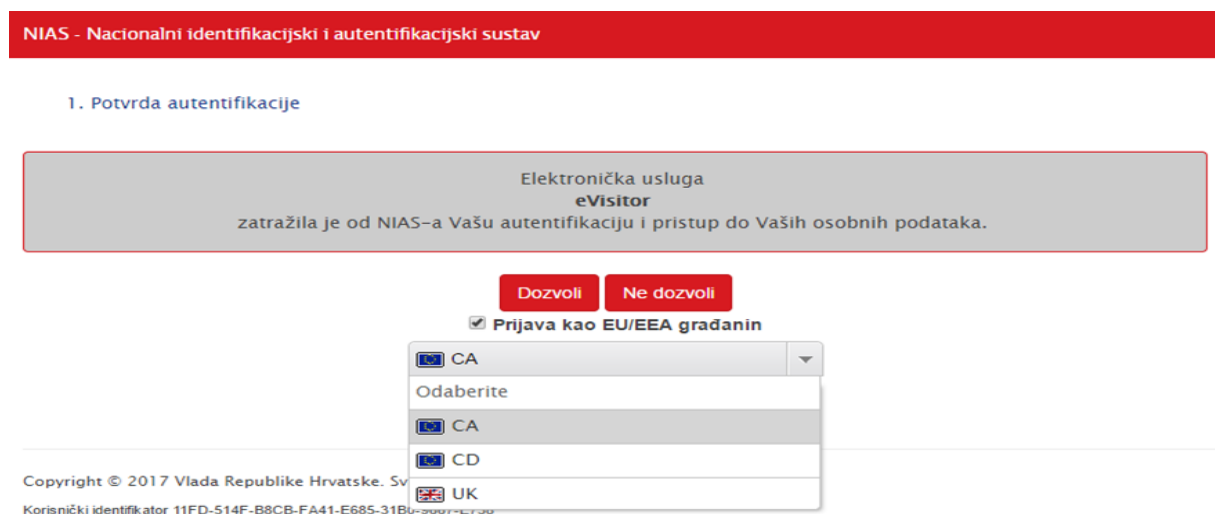 NIAS - Nacionalni identifikacijski i autentifikacijski sustav
1. Potvrda autentifikacije
Elektronička usluga
eVisitor
zatražila je od NIAS-a Vašu autentifikaciju i pristup do Vaših osobnih podataka.
Dozvoli Ne dozvoli
Prijava kao EU/EEA građanin
CA
Odaberite
CA
CD
UK
Copyright © 2017 Vlada Republike Hrvatske. Sv
Korisnički identifikator 11FD-514F-B8CB-FA41-E685-31B0